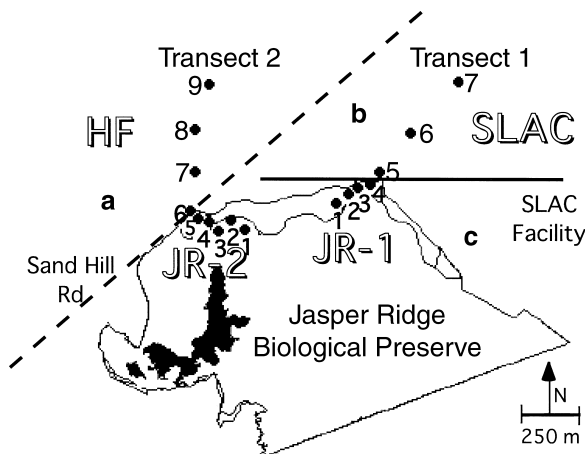 Transect 2
Transect 1
9
7
b
HF
8
6
SLAC
7
5
a
6
5
4
3
2
1
1
2
3
4
SLAC
Facility
c
JR-2
JR-1
Sand Hill
Rd
Jasper Ridge
Biological Preserve
N
250 m